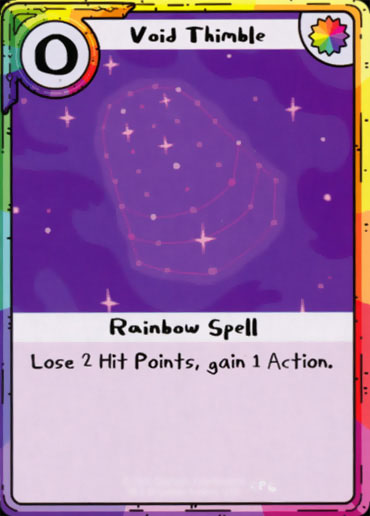 0
Void Thimble
Rainbow Spell
Lose 2 Hit Points, gain 1 Action.